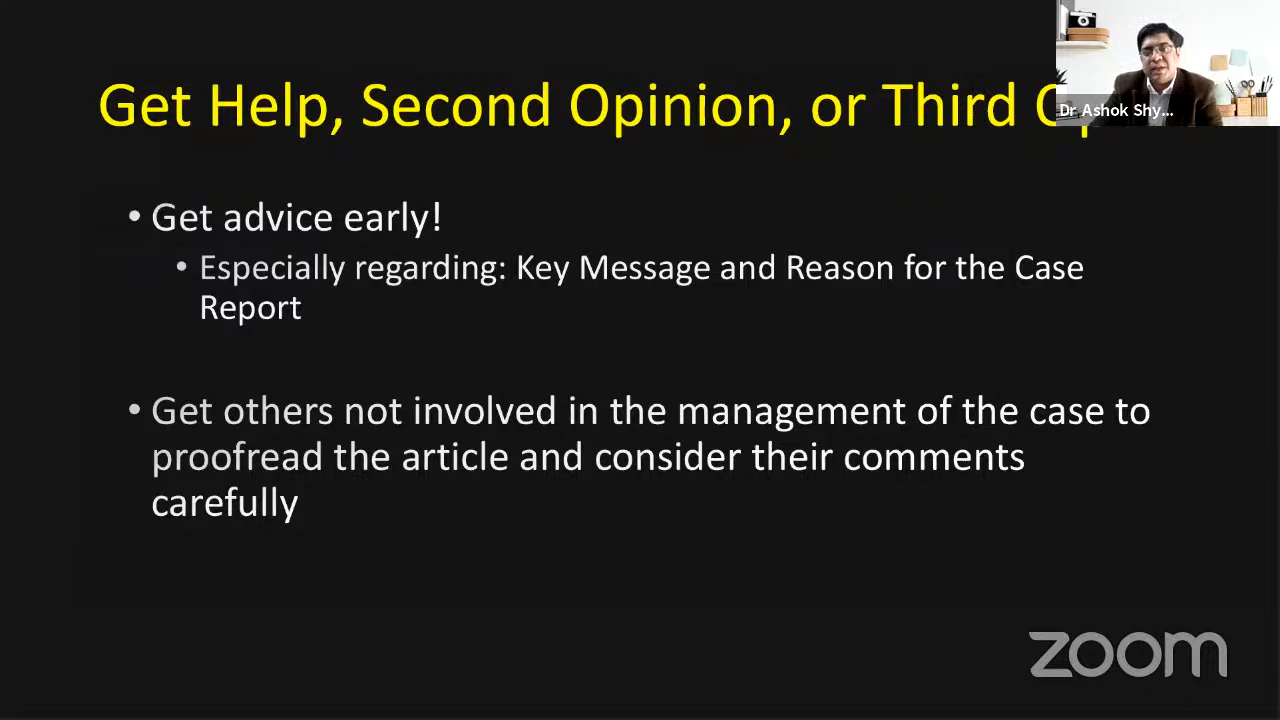 Get Help, Second Opinion, or Third
Dr Ashok Shy...
• Get advice early!
• Especially regarding: Key Message and Reason for the Case
Report
• Get others not involved in the management of the case to
proofread the article and consider their comments
carefully
zoom